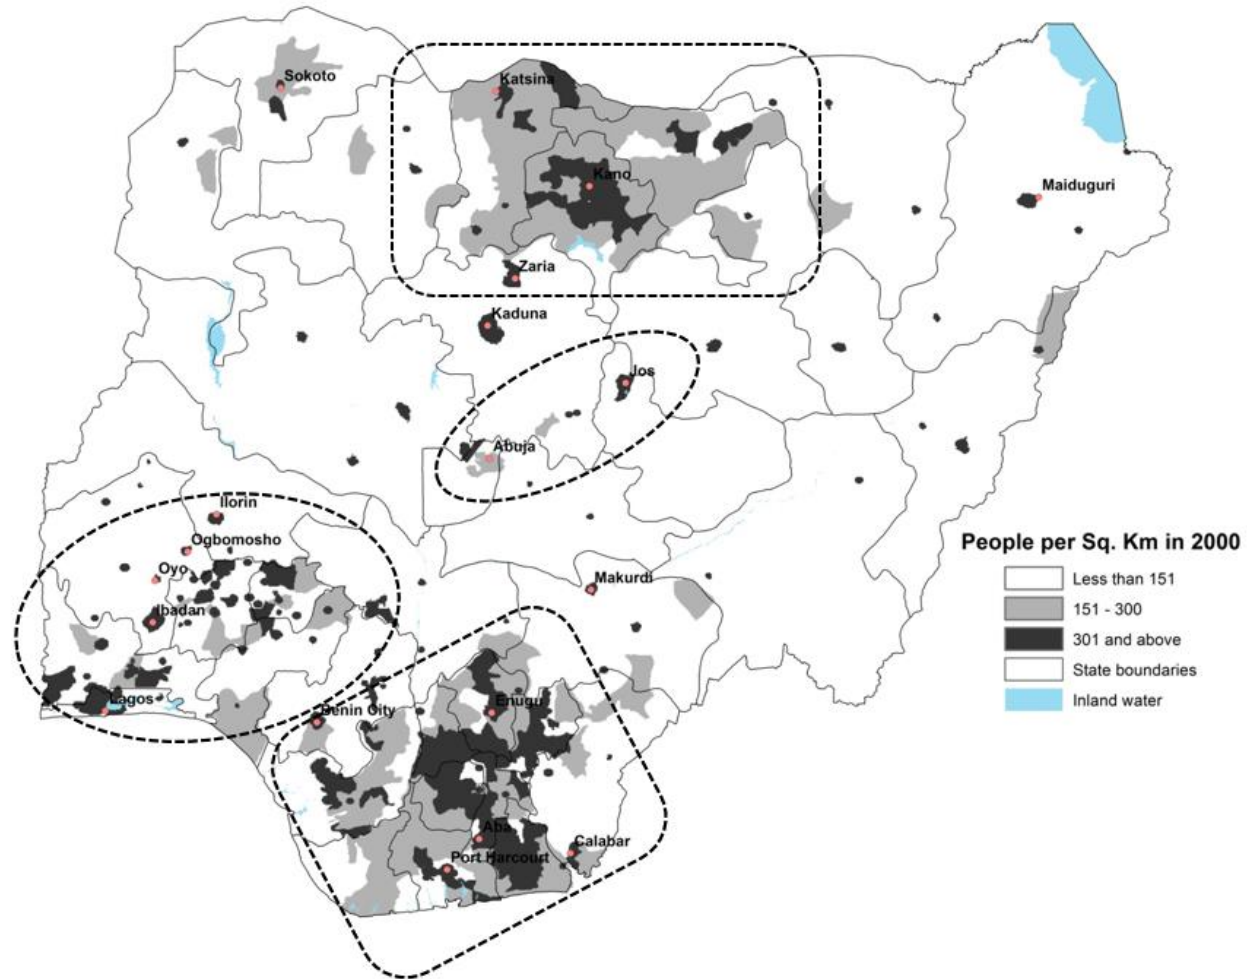 Sokoto
Katsina
Kano
Maiduguri
Zaria
Kaduna
Jos
Abuja
Ilorin
Ogbomosho
Oyo
Makurdi
Ibadan
Lagos
Enugu
Benin City
Aba
Calabar
Port Harcourt
People per Sq. Km in 2000
Less than 151
151 - 300
301 and above
State boundaries
Inland water